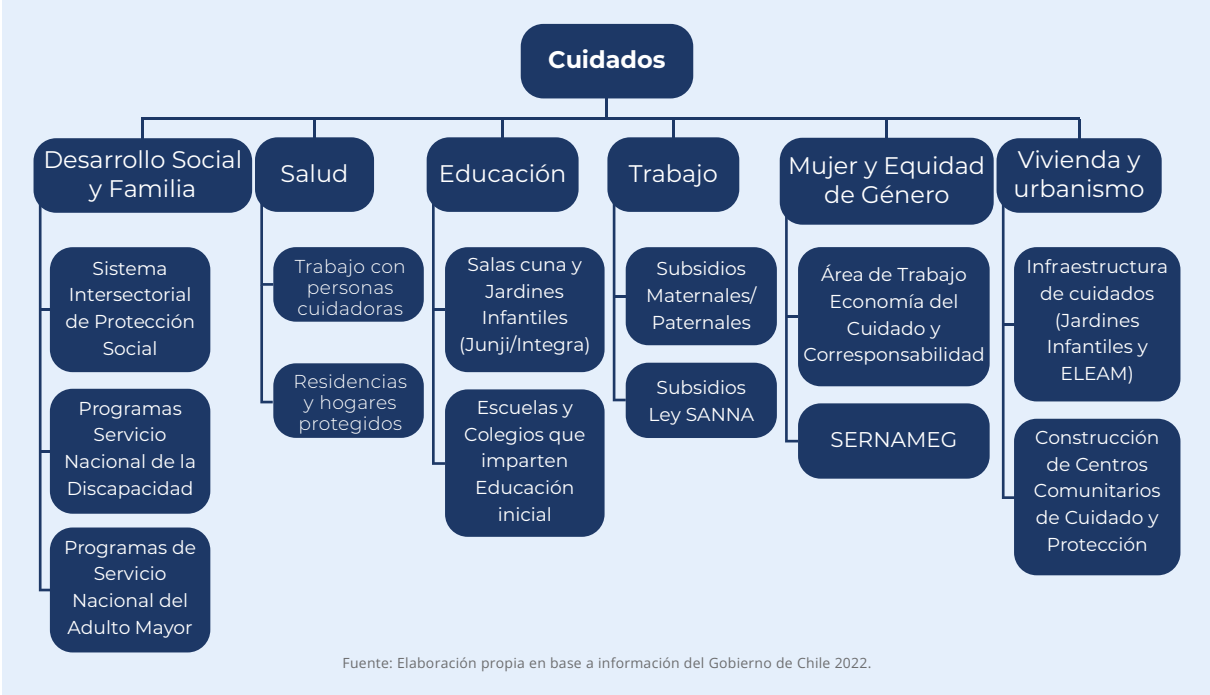 Cuidados
Desarrollo Social
y Familia
Sistema
Intersectorial
de Protección
Social
Programas
Servicio
Nacional de la
Discapacidad
Programas de
Servicio
Nacional del
Adulto Mayor
Salud
Trabajo con
personas
cuidadoras
Residencias
y hogares
protegidos
Educación
Salas cuna y
Jardines
Infantiles
(Junji/Integra)
Escuelas y
Colegios que
imparten
Educación
inicial
Trabajo
Subsidios
Maternales/
Paternales
Subsidios
Ley SANNA
Mujer y Equidad
de Género
Área de Trabajo
Economía del
Cuidado y
Corresponsabilidad
SERNAMEG
Vivienda y
urbanismo
Infraestructura
de cuidados
(Jardines
Infantiles y
ELEAM)
Construcción
de Centros
Comunitarios
de Cuidado y
Protección
Fuente: Elaboración propia en base a información del Gobierno de Chile 2022.